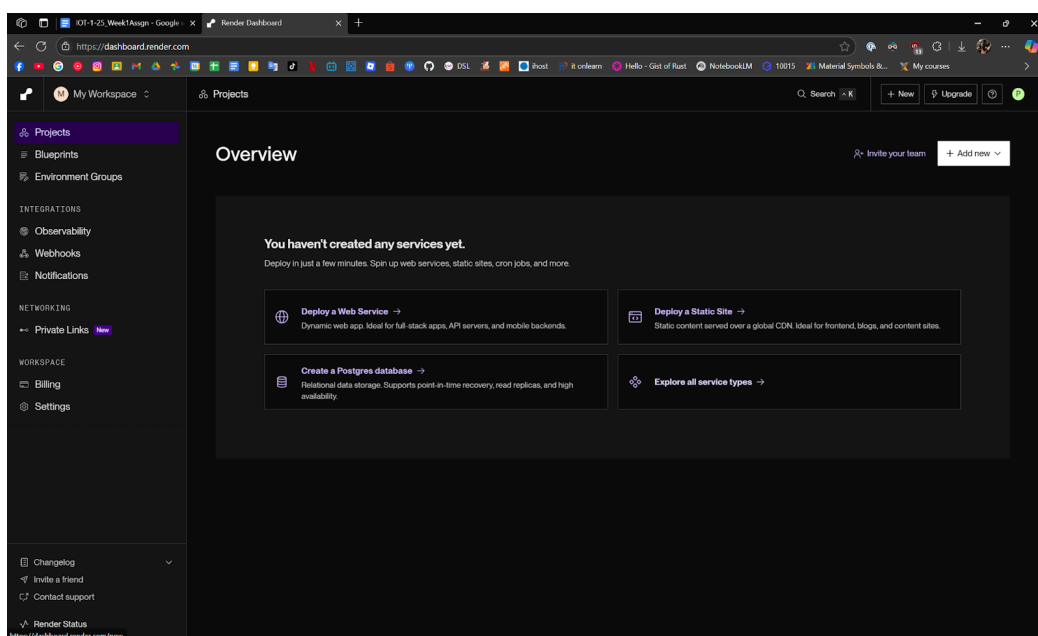 IOT-1-25_Week1Assgn - Google
Render Dashboard
https://dashboard.render.com
DSL
ihost
it onlearn
Hello - Gist of Rust
NotebookLM
10015
Material Symbols &...
My courses
M My Workspace
Projects
Search
K
+ New
Upgrade
P
Projects
Blueprints
Environment Groups
INTEGRATIONS
Observability
Webhooks
Notifications
NETWORKING
Private Links New
WORKSPACE
Billing
Settings
Changelog
Invite a friend
Contact support
Render Status
Overview
Invite your team
+ Add new
You haven't created any services yet.
Deploy in just a few minutes. Spin up web services, static sites, cron jobs, and more.
Deploy a Web Service →
Dynamic web app. Ideal for full-stack apps, API servers, and mobile backends.
Deploy a Static Site →
Static content served over a global CDN. Ideal for frontend, blogs, and content sites.
Create a Postgres database →
Relational data storage. Supports point-in-time recovery, read replicas, and high
availability.
Explore all service types →